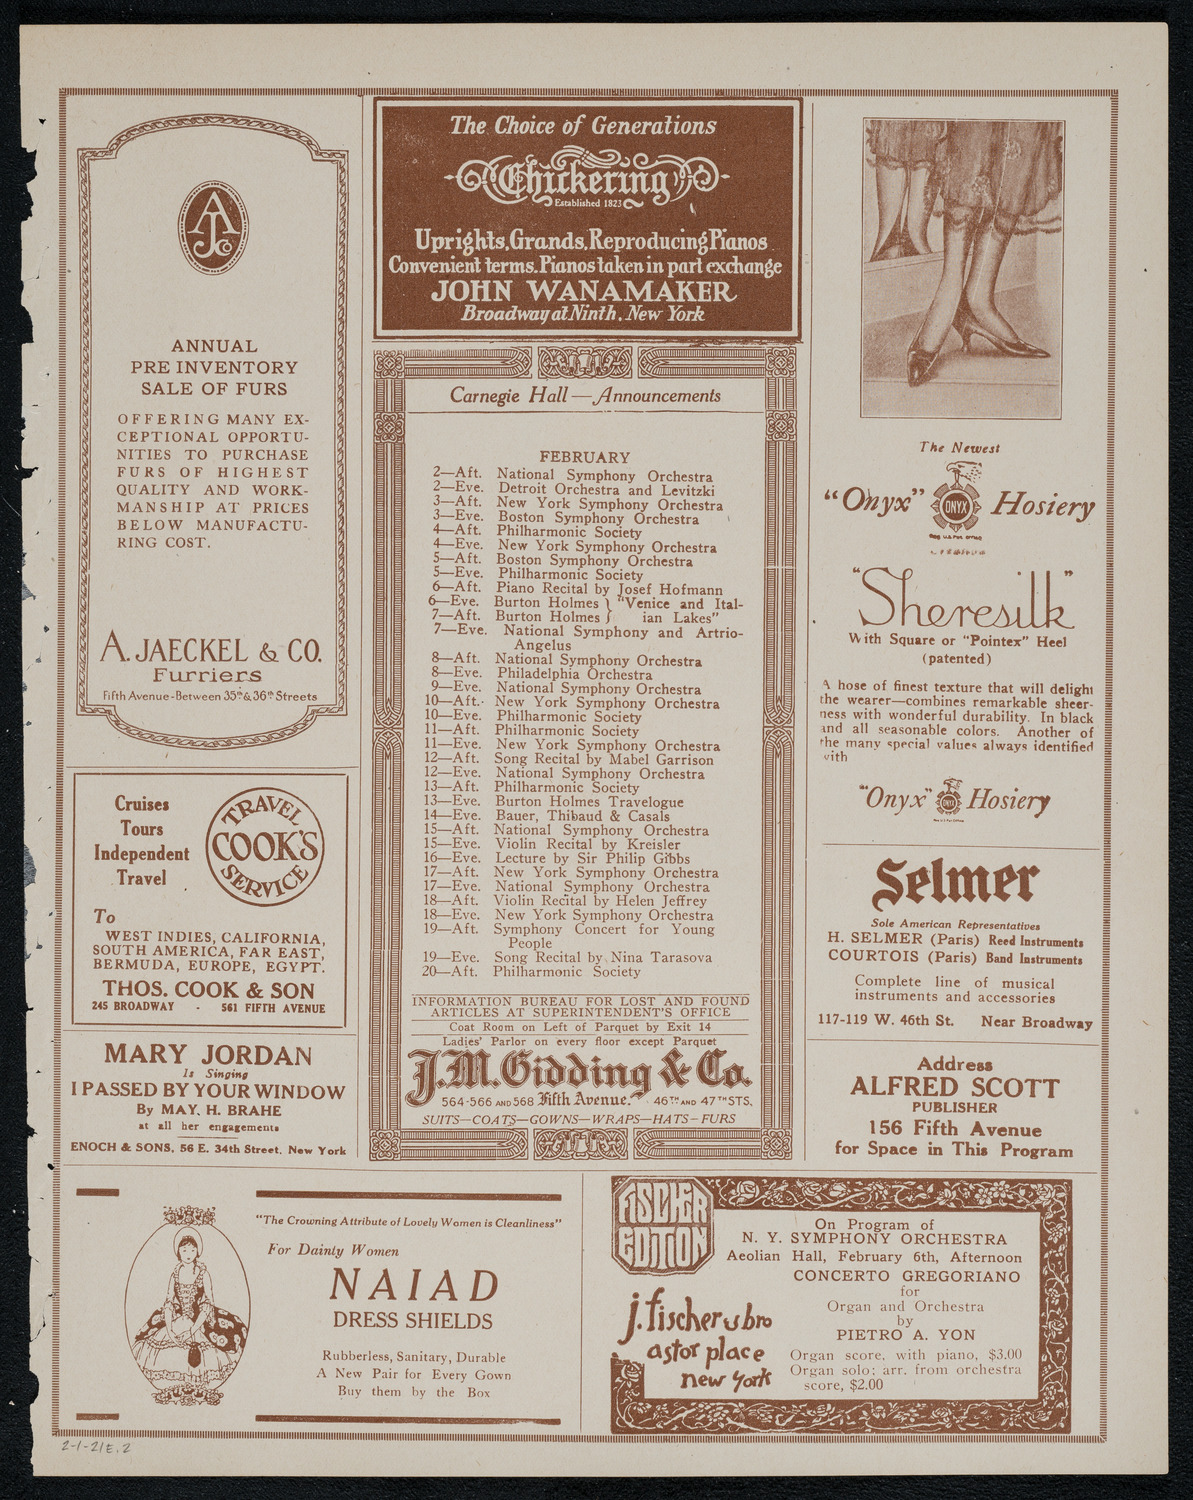 AJCo
ANNUAL
PRE INVENTORY
SALE OF FURS
OFFERING MANY EX-
CEPTIONAL OPPORTU-
NITIES TO PURCHASE
FURS OF HIGHEST
QUALITY AND WORK-
MANSHIP AT PRICES
BELOW MANUFACTU-
RING COST.
A. JAECKEL & CO.
Furriers
Fifth Avenue-Between 35th & 36th Streets
Cruises
Tours
Independent
Travel
TRAVEL
COOK'S
SERVICE
To
WEST INDIES, CALIFORNIA,
SOUTH AMERICA, FAR EAST,
BERMUDA, EUROPE, EGYPT.
THOS. COOK & SON
245 BROADWAY - 561 FIFTH AVENUE
MARY JORDAN
Is Singing
I PASSED BY YOUR WINDOW
By MAY. H. BRAHE
at all her engagements
ENOCH & SONS, 56 E. 34th Street, New York
The Choice of Generations
Chickering
Established 1823
Uprights, Grands, Reproducing Pianos
Convenient terms. Pianos taken in part exchange
JOHN WANAMAKER
Broadway at Ninth, New York
Carnegie Hall — Announcements
FEBRUARY
2—Aft. National Symphony Orchestra
2—Eve. Detroit Orchestra and Levitzki
3—Aft. New York Symphony Orchestra
3—Eve. Boston Symphony Orchestra
4—Aft. Philharmonic Society
4—Eve. New York Symphony Orchestra
5—Aft. Boston Symphony Orchestra
5—Eve. Philharmonic Society
6—Aft. Piano Recital by Josef Hofmann
6—Eve. Burton Holmes } "Venice and Ital-
7—Aft. Burton Holmes } ian Lakes"
7—Eve. National Symphony and Artrio-
Angelus
8—Aft. National Symphony Orchestra
8—Eve. Philadelphia Orchestra
9—Eve. National Symphony Orchestra
10—Aft. New York Symphony Orchestra
10—Eve. Philharmonic Society
11—Aft. Philharmonic Society
11—Eve. New York Symphony Orchestra
12—Aft. Song Recital by Mabel Garrison
12—Eve. National Symphony Orchestra
13—Aft. Philharmonic Society
13—Eve. Burton Holmes Travelogue
14—Eve. Bauer, Thibaud & Casals
15—Aft. National Symphony Orchestra
15—Eve. Violin Recital by Kreisler
16—Eve. Lecture by Sir Philip Gibbs
17—Aft. New York Symphony Orchestra
17—Eve. National Symphony Orchestra
18—Aft. Violin Recital by Helen Jeffrey
18—Eve. New York Symphony Orchestra
19—Aft. Symphony Concert for Young
People
19—Eve. Song Recital by Nina Tarasova
20—Aft. Philharmonic Society
INFORMATION BUREAU FOR LOST AND FOUND
ARTICLES AT SUPERINTENDENT'S OFFICE
Coat Room on Left of Parquet by Exit 14
Ladies' Parlor on every floor except Parquet
J.M. Gidding & Co.
564-566 AND 568 Fifth Avenue. 46TH AND 47TH STS.
SUITS—COATS—GOWNS—WRAPS—HATS—FURS
The Newest
"Onyx" ONYX Hosiery
REG. U.S. PAT. OFFICE
"Sheresilk"
With Square or "Pointex" Heel
(patented)
A hose of finest texture that will delight
the wearer—combines remarkable sheer-
ness with wonderful durability. In black
and all seasonable colors. Another of
the many special values always identified
with
"Onyx" ONYX Hosiery
Selmer
Sole American Representatives
H. SELMER (Paris) Reed Instruments
COURTOIS (Paris) Band Instruments
Complete line of musical
instruments and accessories
117-119 W. 46th St. Near Broadway
Address
ALFRED SCOTT
PUBLISHER
156 Fifth Avenue
for Space in This Program
"The Crowning Attribute of Lovely Women is Cleanliness"
For Dainty Women
NAIAD
DRESS SHIELDS
Rubberless, Sanitary, Durable
A New Pair for Every Gown
Buy them by the Box
FISCHER
EDITION
j. fischer & bro
astor place
new york
On Program of
N. Y. SYMPHONY ORCHESTRA
Aeolian Hall, February 6th, Afternoon
CONCERTO GREGORIANO
for
Organ and Orchestra
by
PIETRO A. YON
Organ score, with piano, $3.00
Organ solo; arr. from orchestra
score, $2.00
2-1-21E.2